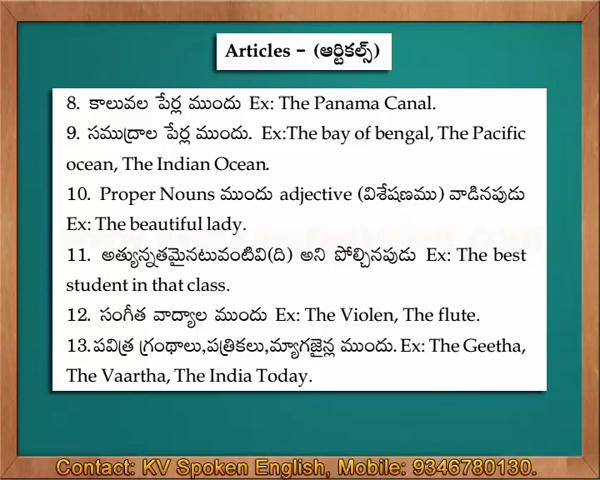 Articles – (ఆర్టికల్స్)
8. కాలువల పేర్ల ముందు Ex: The Panama Canal.
9. సముద్రాల పేర్ల ముందు. Ex:The bay of bengal, The Pacific
ocean, The Indian Ocean.
10. Proper Nouns ముందు adjective (విశేషణము) వాడినపుడు
Ex: The beautiful lady.
11. అత్యున్నతమైనటువంటివి(ది) అని పోల్చినపుడు Ex: The best
student in that class.
12. సంగీత వాద్యాల ముందు Ex: The Violen, The flute.
13.పవిత్ర గ్రంథాలు,పత్రికలు,మ్యాగజైన్ల ముందు. Ex: The Geetha,
The Vaartha, The India Today.
Contact: KV Spoken English, Mobile: 9346780130.